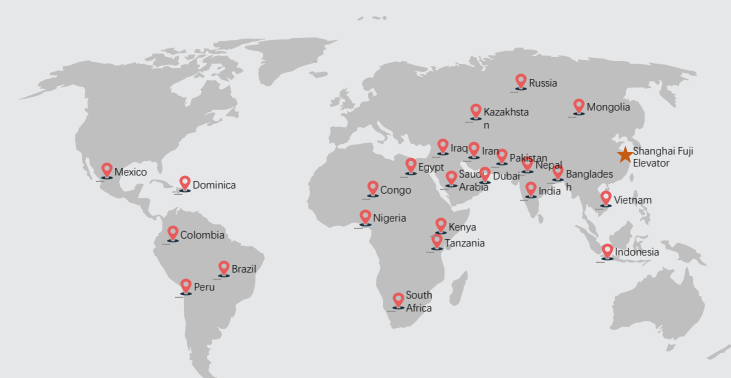 Russia
Kazakhsta
n
Mongolia
Shanghai Fuji
Elevator
Iraq
Iran
Pakistan
Nepal
Mexico
Egypt
Saudi
Arabia
Dubai
Banglades
h
Dominica
Congo
India
Vietnam
Nigeria
Kenya
Colombia
Tanzania
Indonesia
Brazil
Peru
South
Africa